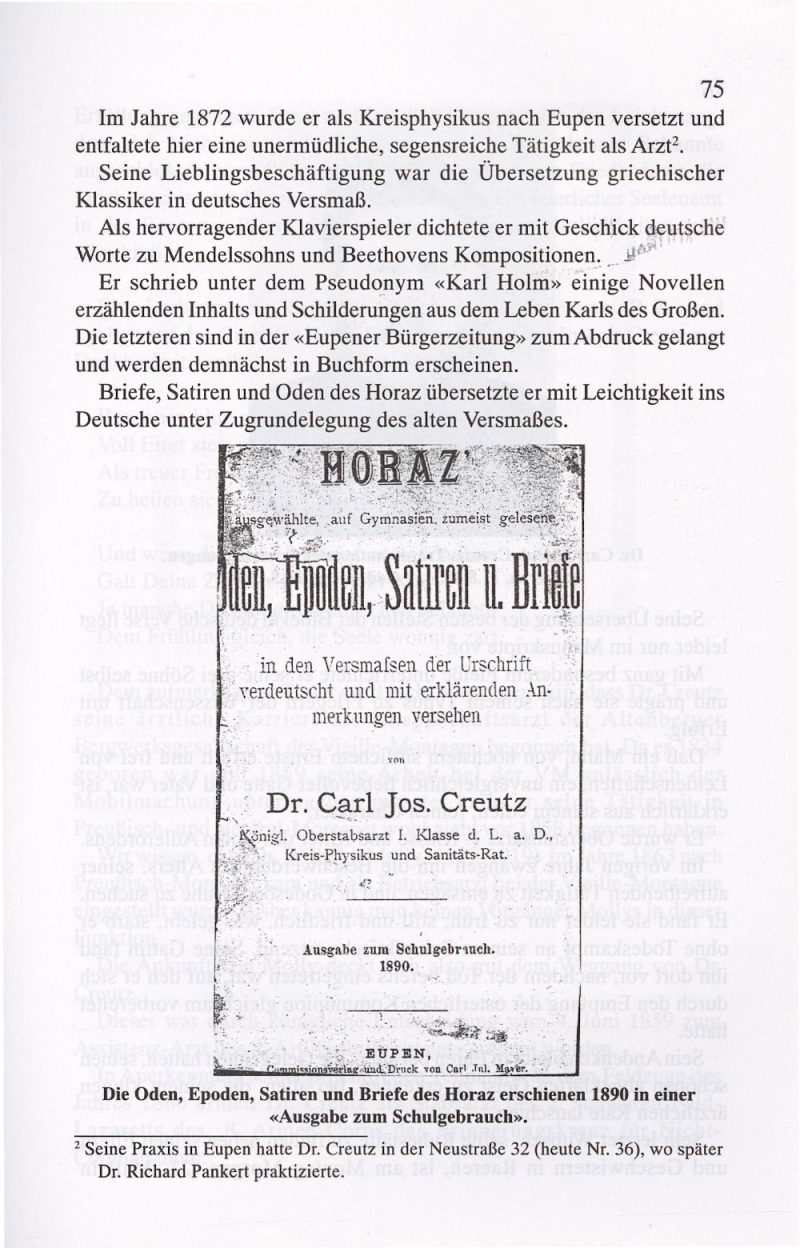 75
Im Jahre 1872 wurde er als Kreisphysikus nach Eupen versetzt und
entfaltete hier eine unermüdliche, segensreiche Tätigkeit als Arzt².
Seine Lieblingsbeschäftigung war die Übersetzung griechischer
Klassiker in deutsches Versmaß.
Als hervorragender Klavierspieler dichtete er mit Geschick deutsche
Worte zu Mendelssohns und Beethovens Kompositionen.
Er schrieb unter dem Pseudonym «Karl Holm» einige Novellen
erzählenden Inhalts und Schilderungen aus dem Leben Karls des Großen.
Die letzteren sind in der «Eupener Bürgerzeitung» zum Abdruck gelangt
und werden demnächst in Buchform erscheinen.
Briefe, Satiren und Oden des Horaz übersetzte er mit Leichtigkeit ins
Deutsche unter Zugrundelegung des alten Versmaßes.
HORAZ'
ausgewählte, auf Gymnasien zumeist gelesene
Oden, Epoden, Satiren u. Briefe
in den Versmaſsen der Urschrift
verdeutscht und mit erklärenden An-
merkungen versehen
von
Dr. Carl Jos. Creutz
Königl. Oberstabsarzt I. Klasse d. L. a. D.,
Kreis-Physikus und Sanitäts-Rat.
Ausgabe zum Schulgebrauch.
1890.
EUPEN,
Commissionsverlag und Druck von Carl Jul. Mayer.
Die Oden, Epoden, Satiren und Briefe des Horaz erschienen 1890 in einer
«Ausgabe zum Schulgebrauch».
² Seine Praxis in Eupen hatte Dr. Creutz in der Neustraße 32 (heute Nr. 36), wo später
Dr. Richard Pankert praktizierte.